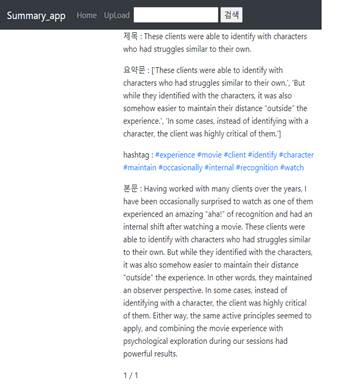 Summary_app Home UpLoad 검색
제목 : These clients were able to identify with characters
who had struggles similar to their own.
요약문 : ['These clients were able to identify with
characters who had struggles similar to their own.', 'But
while they identified with the characters, it was also
somehow easier to maintain their distance "outside" the
experience.', 'In some cases, instead of identifying with a
character, the client was highly critical of them.']
hashtag : #experience #movie #client #identify #character
#maintain #occasionally #internal #recognition #watch
본문 : Having worked with many clients over the years, I
have been occasionally surprised to watch as one of them
experienced an amazing "aha!" of recognition and had an
internal shift after watching a movie. These clients were
able to identify with characters who had struggles similar
to their own. But while they identified with the characters,
it was also somehow easier to maintain their distance
"outside" the experience. In other words, they maintained
an observer perspective. In some cases, instead of
identifying with a character, the client was highly critical
of them. Either way, the same active principles seemed to
apply, and combining the movie experience with
psychological exploration during our sessions had
powerful results.
1 / 1